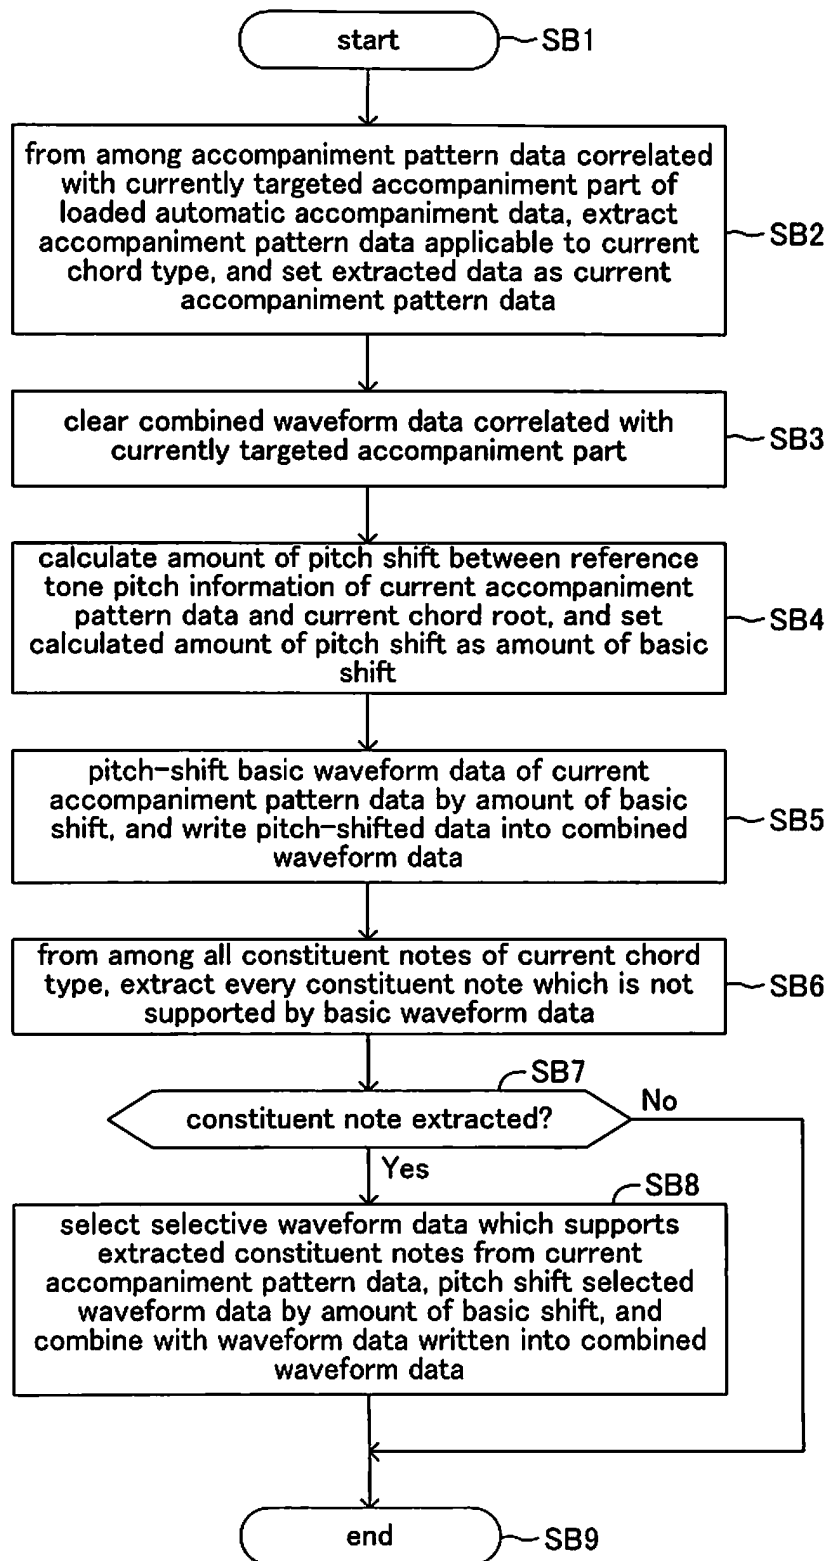 start
SB1
from among accompaniment pattern data correlated
with currently targeted accompaniment part of
loaded automatic accompaniment data, extract
accompaniment pattern data applicable to current
chord type, and set extracted data as current
accompaniment pattern data
SB2
clear combined waveform data correlated with
currently targeted accompaniment part
SB3
calculate amount of pitch shift between reference
tone pitch information of current accompaniment
pattern data and current chord root, and set
calculated amount of pitch shift as amount of basic
shift
SB4
pitch-shift basic waveform data of current
accompaniment pattern data by amount of basic
shift, and write pitch-shifted data into combined
waveform data
SB5
from among all constituent notes of current chord
type, extract every constituent note which is not
supported by basic waveform data
SB6
SB7
constituent note extracted?
No
Yes
SB8
select selective waveform data which supports
extracted constituent notes from current
accompaniment pattern data, pitch shift selected
waveform data by amount of basic shift, and
combine with waveform data written into combined
waveform data
end
SB9